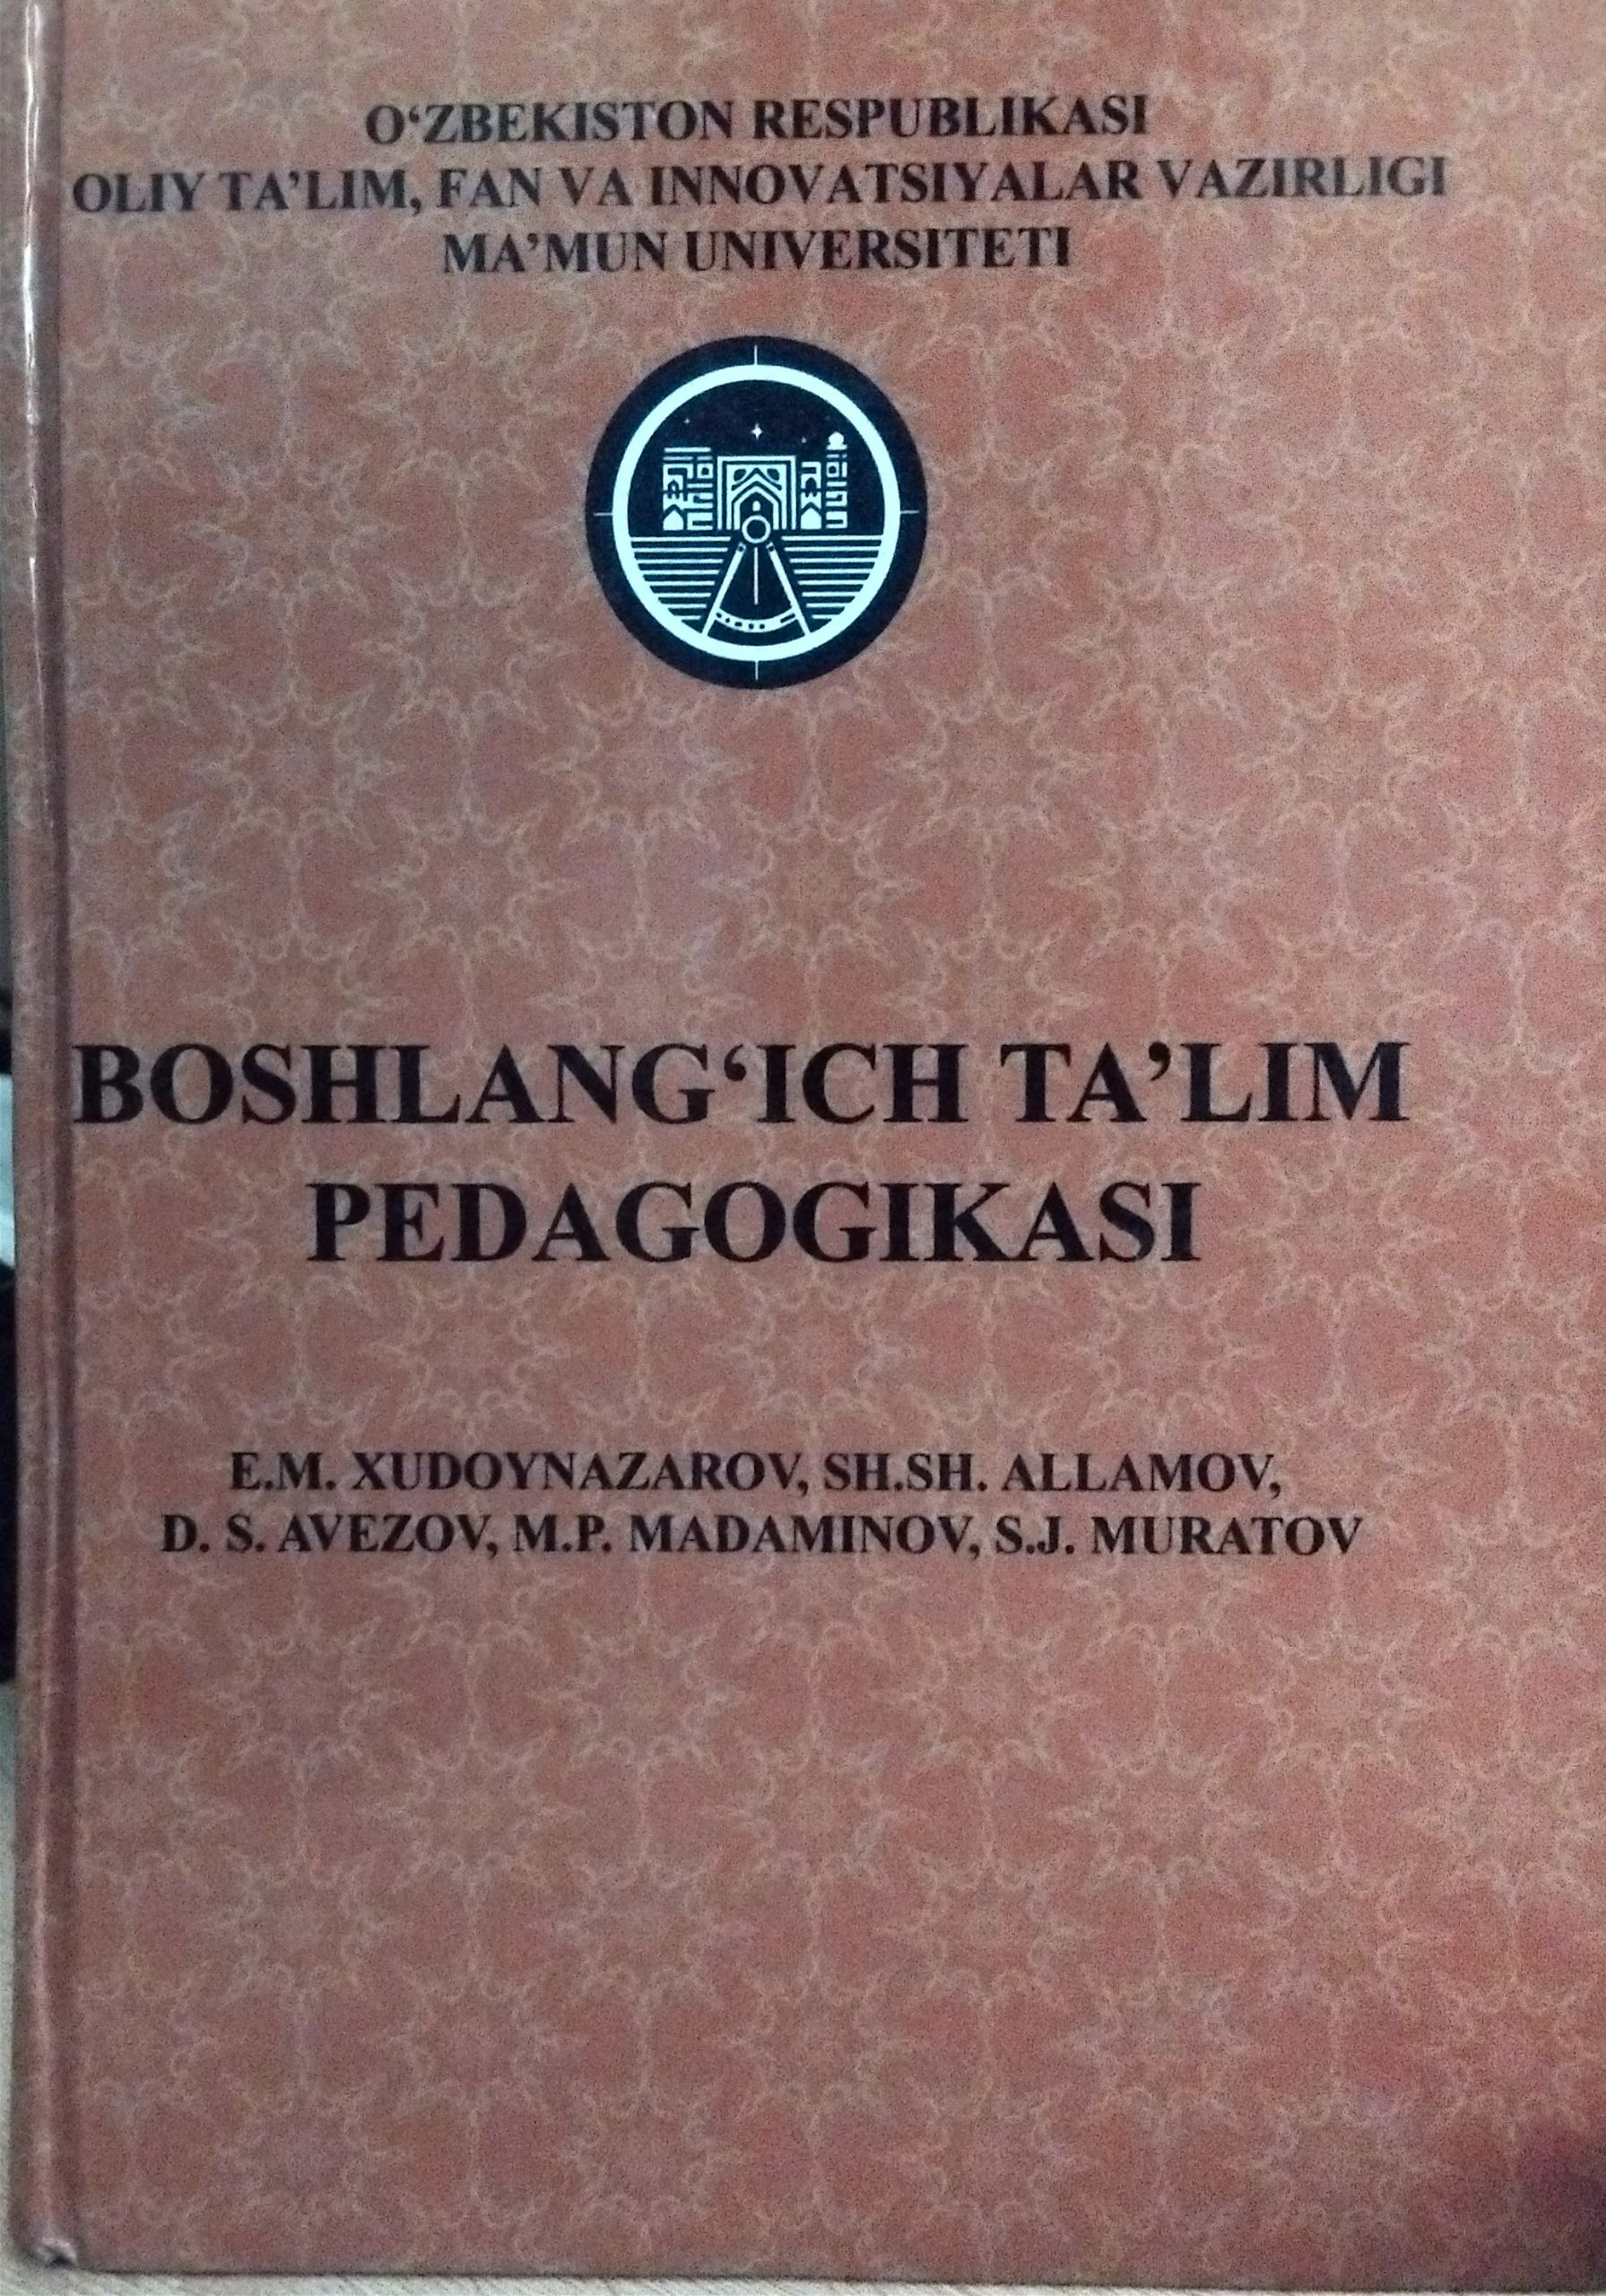 O‘ZBEKISTON RESPUBLIKASI
OLIY TA’LIM, FAN VA INNOVATSIYALAR VAZIRLIGI
MA’MUN UNIVERSITETI
BOSHLANG‘ICH TA’LIM
PEDAGOGIKASI
E.M. XUDOYNAZAROV, SH.SH. ALLAMOV,
D. S. AVEZOV, M.P. MADAMINOV, S.J. MURATOV